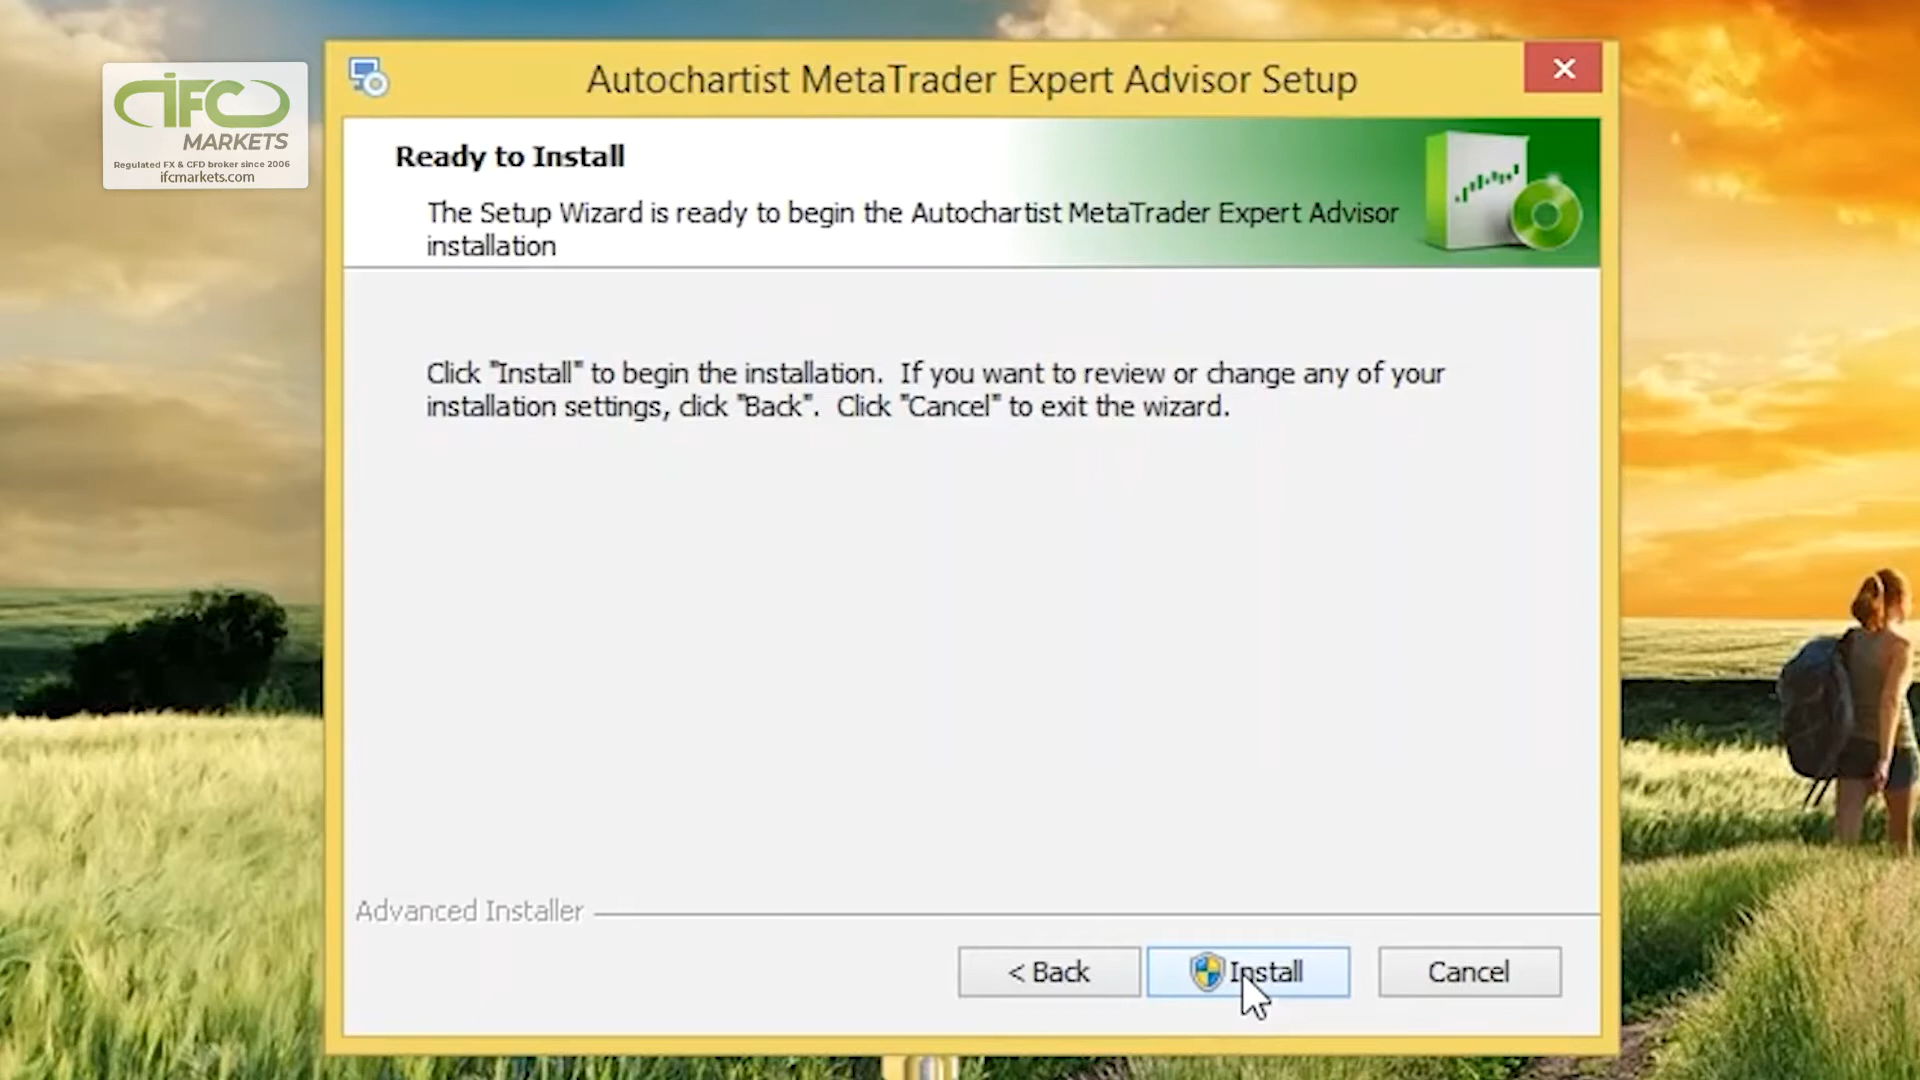 iFC
MARKETS
Regulated FX & CFD broker since 2006
ifcmarkets.com
Autochartist MetaTrader Expert Advisor Setup
Ready to Install
The Setup Wizard is ready to begin the Autochartist MetaTrader Expert Advisor
installation
Click "Install" to begin the installation. If you want to review or change any of your
installation settings, click "Back". Click "Cancel" to exit the wizard.
Advanced Installer
< Back
Install
Cancel